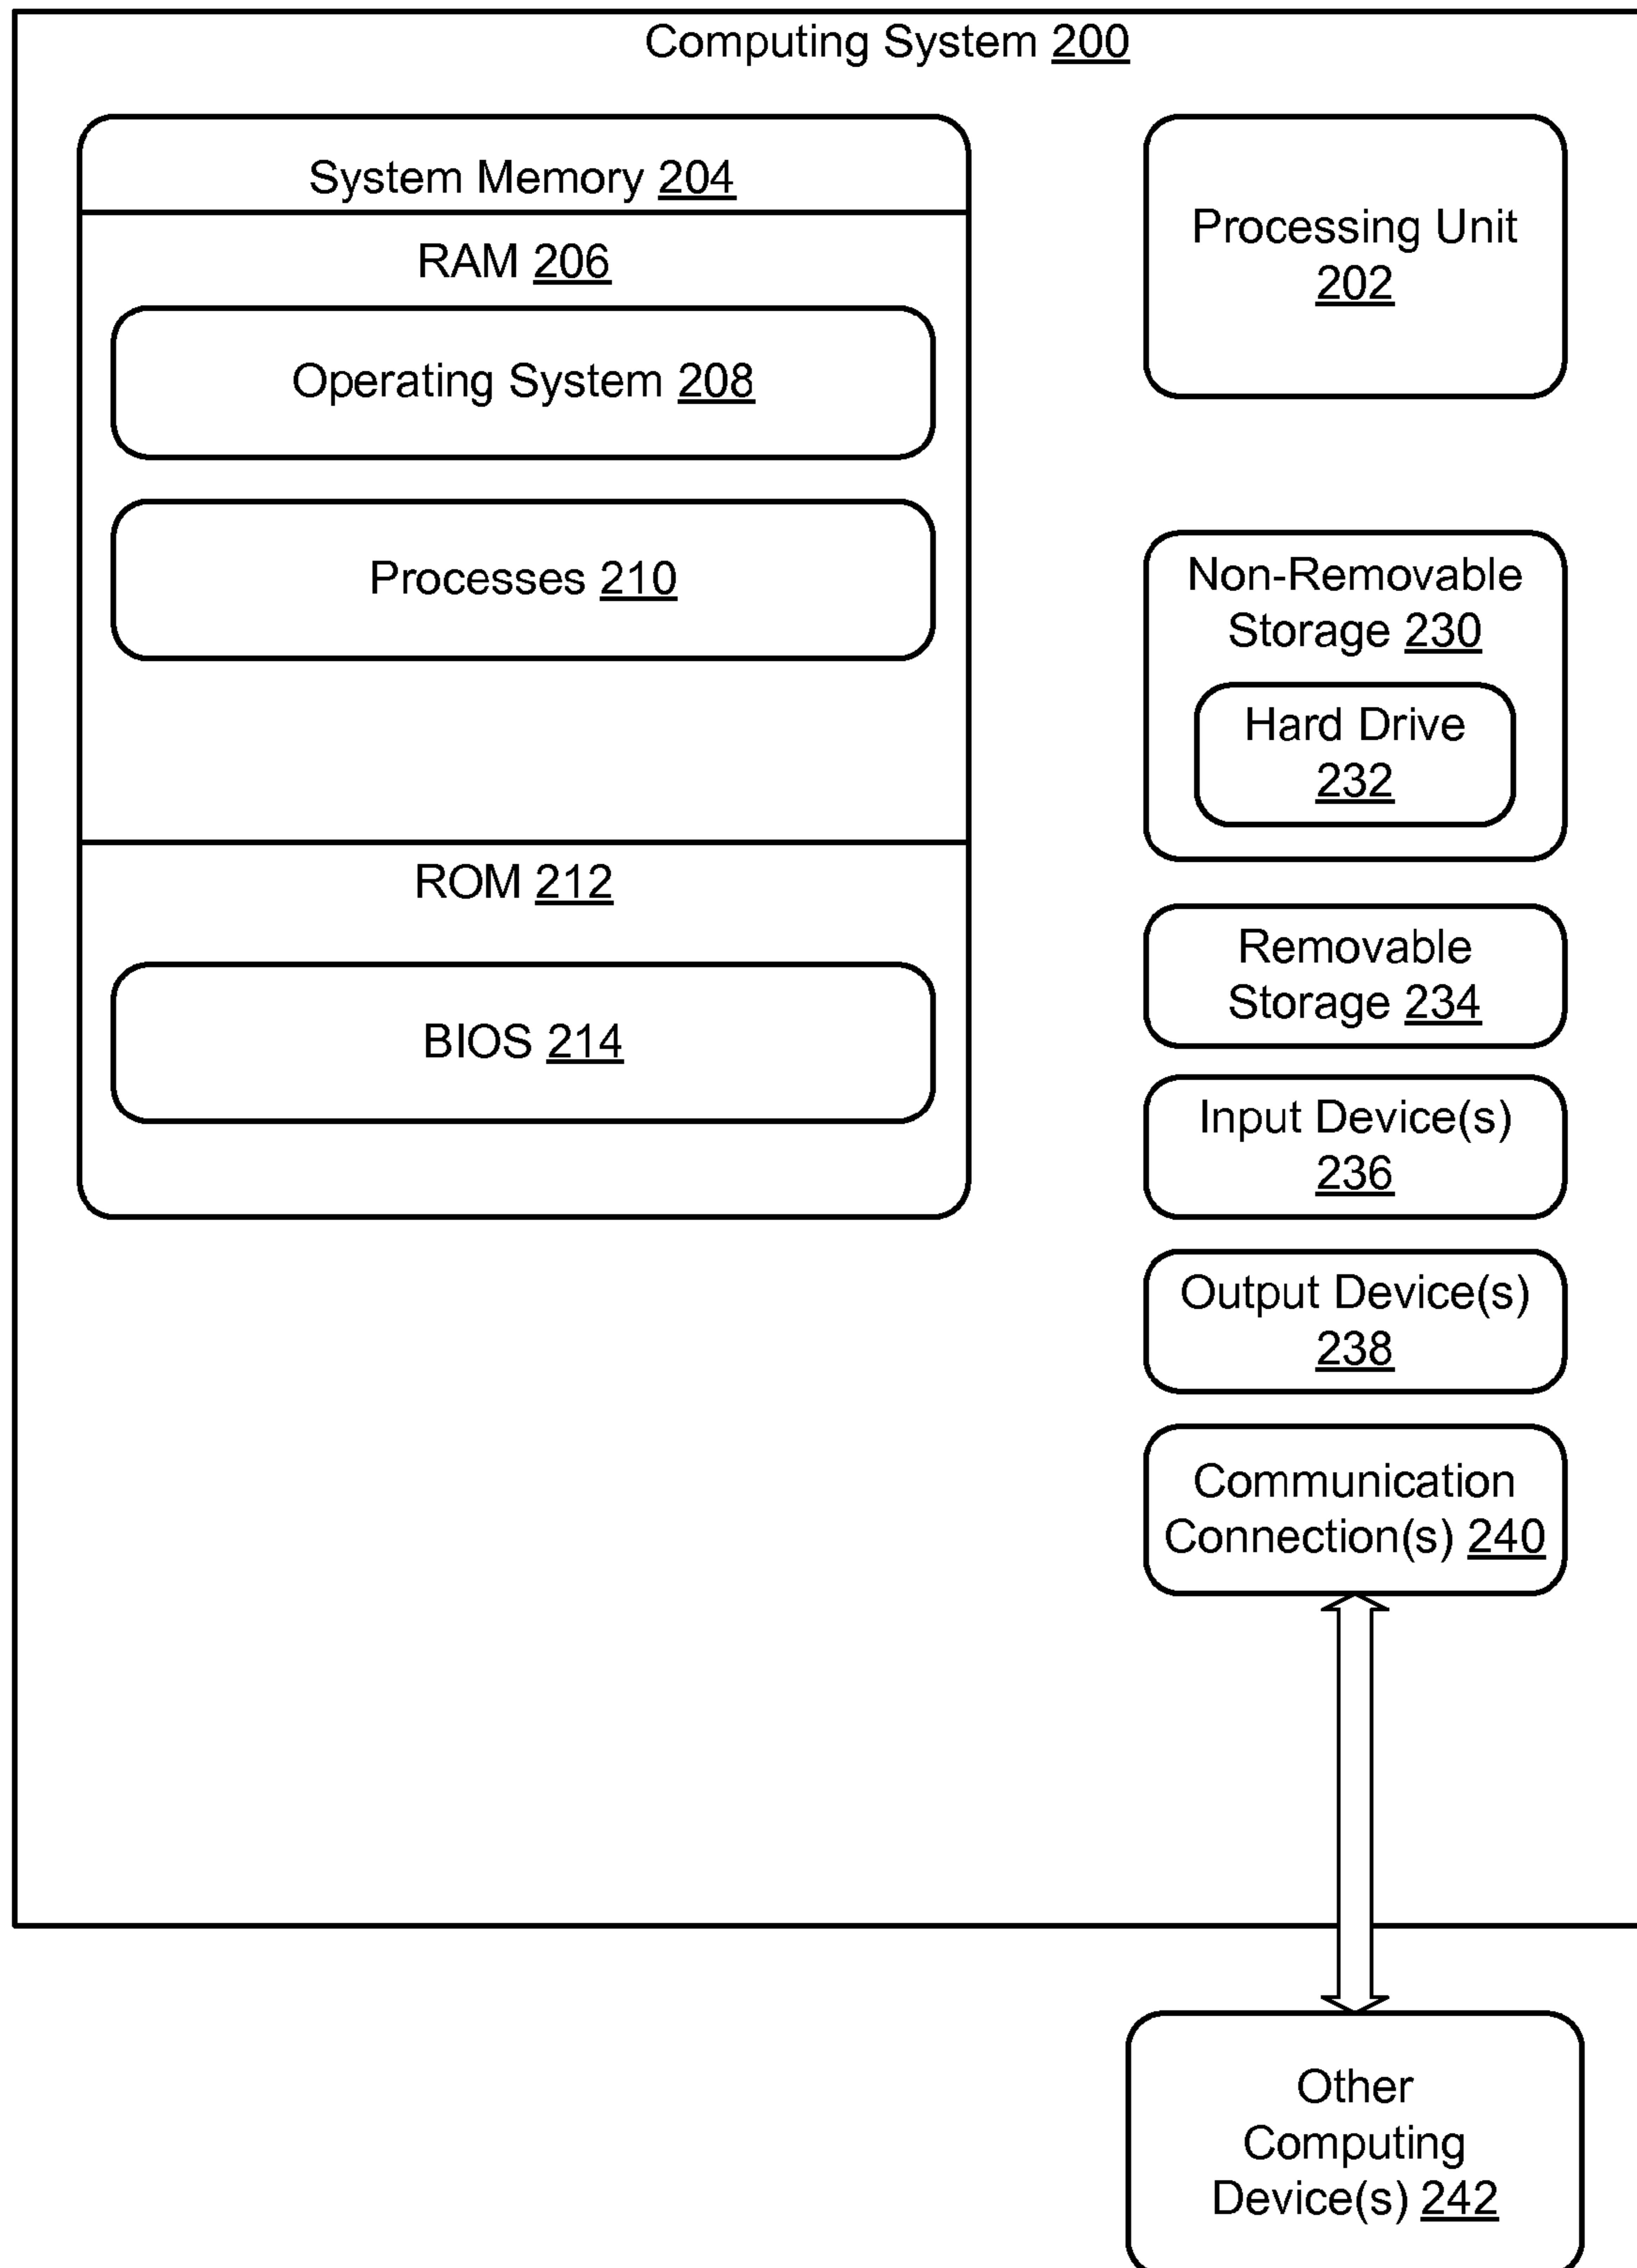 Computing System 200
System Memory 204
RAM 206
Operating System 208
Processes 210
ROM 212
BIOS 214
Processing Unit
202
Non-Removable
Storage 230
Hard Drive
232
Removable
Storage 234
Input Device(s)
236
Output Device(s)
238
Communication
Connection(s) 240
Other
Computing
Device(s) 242